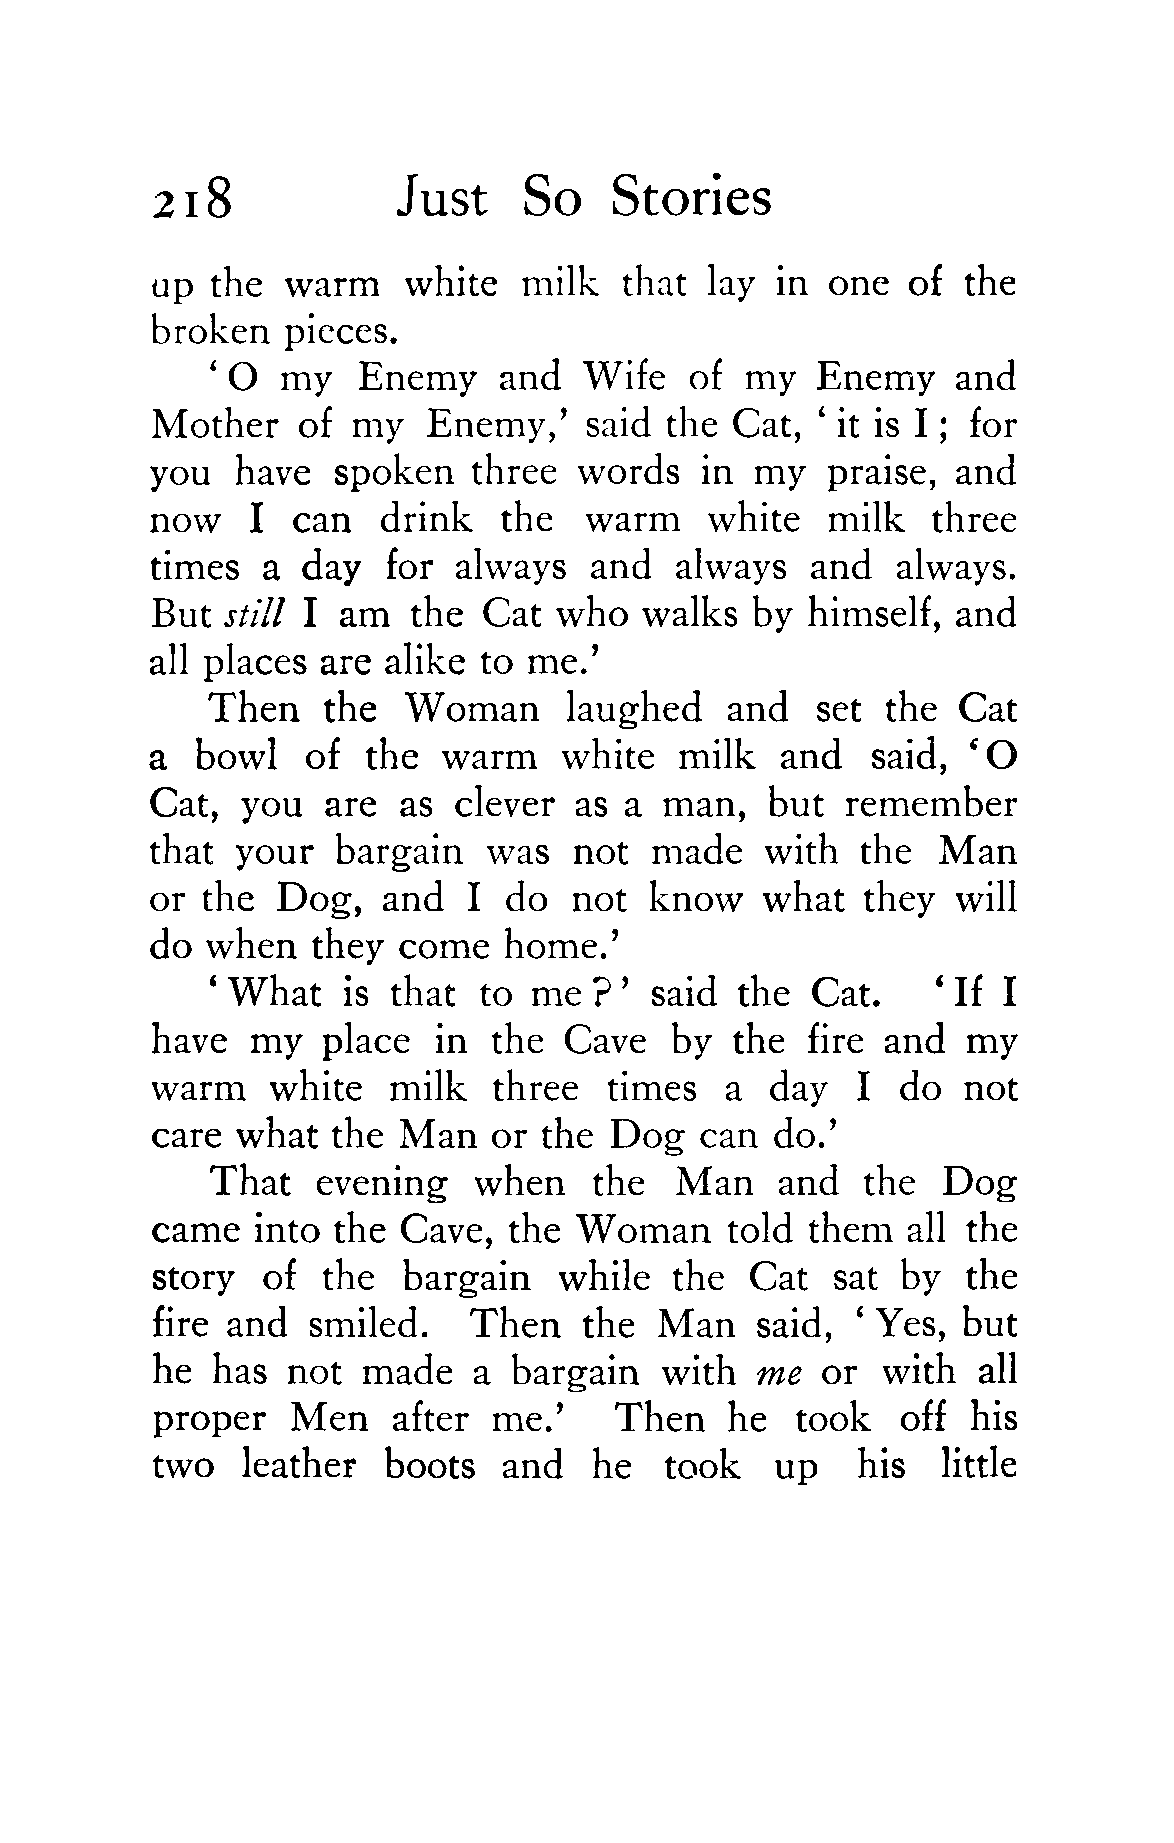 218 Just So Stories
up the warm white milk that lay in one of the
broken pieces.
‘ O my Enemy and Wife of my Enemy and
Mother of my Enemy,’ said the Cat, ‘ it is I ; for
you have spoken three words in my praise, and
now I can drink the warm white milk three
times a day for always and always and always.
But still I am the Cat who walks by himself, and
all places are alike to me.’
Then the Woman laughed and set the Cat
a bowl of the warm white milk and said, ‘ O
Cat, you are as clever as a man, but remember
that your bargain was not made with the Man
or the Dog, and I do not know what they will
do when they come home.’
‘ What is that to me ? ’ said the Cat. ‘ If I
have my place in the Cave by the fire and my
warm white milk three times a day I do not
care what the Man or the Dog can do.’
That evening when the Man and the Dog
came into the Cave, the Woman told them all the
story of the bargain while the Cat sat by the
fire and smiled. Then the Man said, ‘ Yes, but
he has not made a bargain with me or with all
proper Men after me.’ Then he took off his
two leather boots and he took up his little